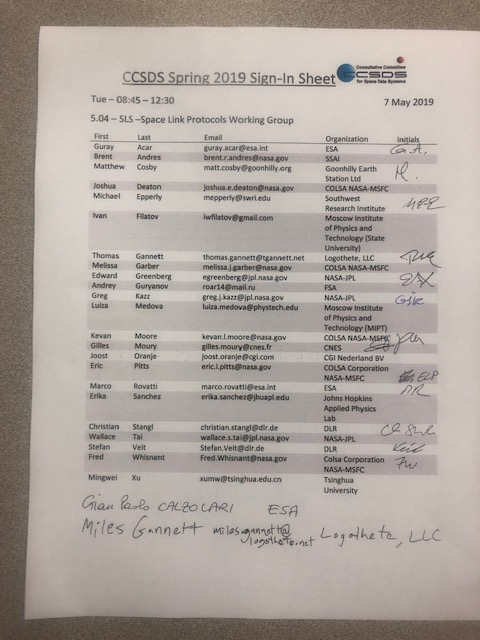 CCSDS Spring 2019 Sign-In Sheet
Consultative Committee
CCSDS
for Space Data Systems
Tue – 08:45 – 12:30 7 May 2019
5.04 – SLS –Space Link Protocols Working Group
First Last Email Organization Initials
Guray Acar guray.acar@esa.int ESA G.A.
Brent Andres brent.r.andres@nasa.gov SSAI
Matthew Cosby matt.cosby@goonhilly.org Goonhilly Earth
Station Ltd
Joshua Deaton joshua.e.deaton@nasa.gov COLSA NASA-MSFC
Michael Epperly mepperly@swri.edu Southwest
Research Institute
Ivan Filatov iwfilatov@gmail.com Moscow Institute
of Physics and
Technology (State
University)
Thomas Gannett thomas.gannett@tgannett.net Logothete, LLC
Melissa Garber melissa.j.garber@nasa.gov COLSA NASA-MSFC
Edward Greenberg egreenberg@jpl.nasa.gov NASA-JPL
Andrey Guryanov roar14@mail.ru FSA
Greg Kazz greg.j.kazz@jpl.nasa.gov NASA-JPL GJK
Luiza Medova luiza.medova@phystech.edu Moscow Institute
of Physics and
Technology (MIPT)
Kevan Moore kevan.l.moore@nasa.gov COLSA NASA-MSFC
Gilles Moury gilles.moury@cnes.fr CNES
Joost Oranje joost.oranje@cgi.com CGI Nederland BV
Eric Pitts eric.l.pitts@nasa.gov COLSA Corporation
NASA-MSFC ELP
Marco Rovatti marco.rovatti@esa.int ESA MR
Erika Sanchez erika.sanchez@jhuapl.edu Johns Hopkins
Applied Physics
Lab
Christian Stangl christian.stangl@dlr.de DLR
Wallace Tai wallace.s.tai@jpl.nasa.gov NASA-JPL
Stefan Veit Stefan.Veit@dlr.de DLR
Fred Whisnant Fred.Whisnant@nasa.gov Colsa Corporation
NASA-MSFC FW
Mingwei Xu xumw@tsinghua.edu.cn Tsinghua
University
Gian Paolo CALZOLARI ESA
Miles Gannett miles.gannett@ Logothete, LLC
logothete.net